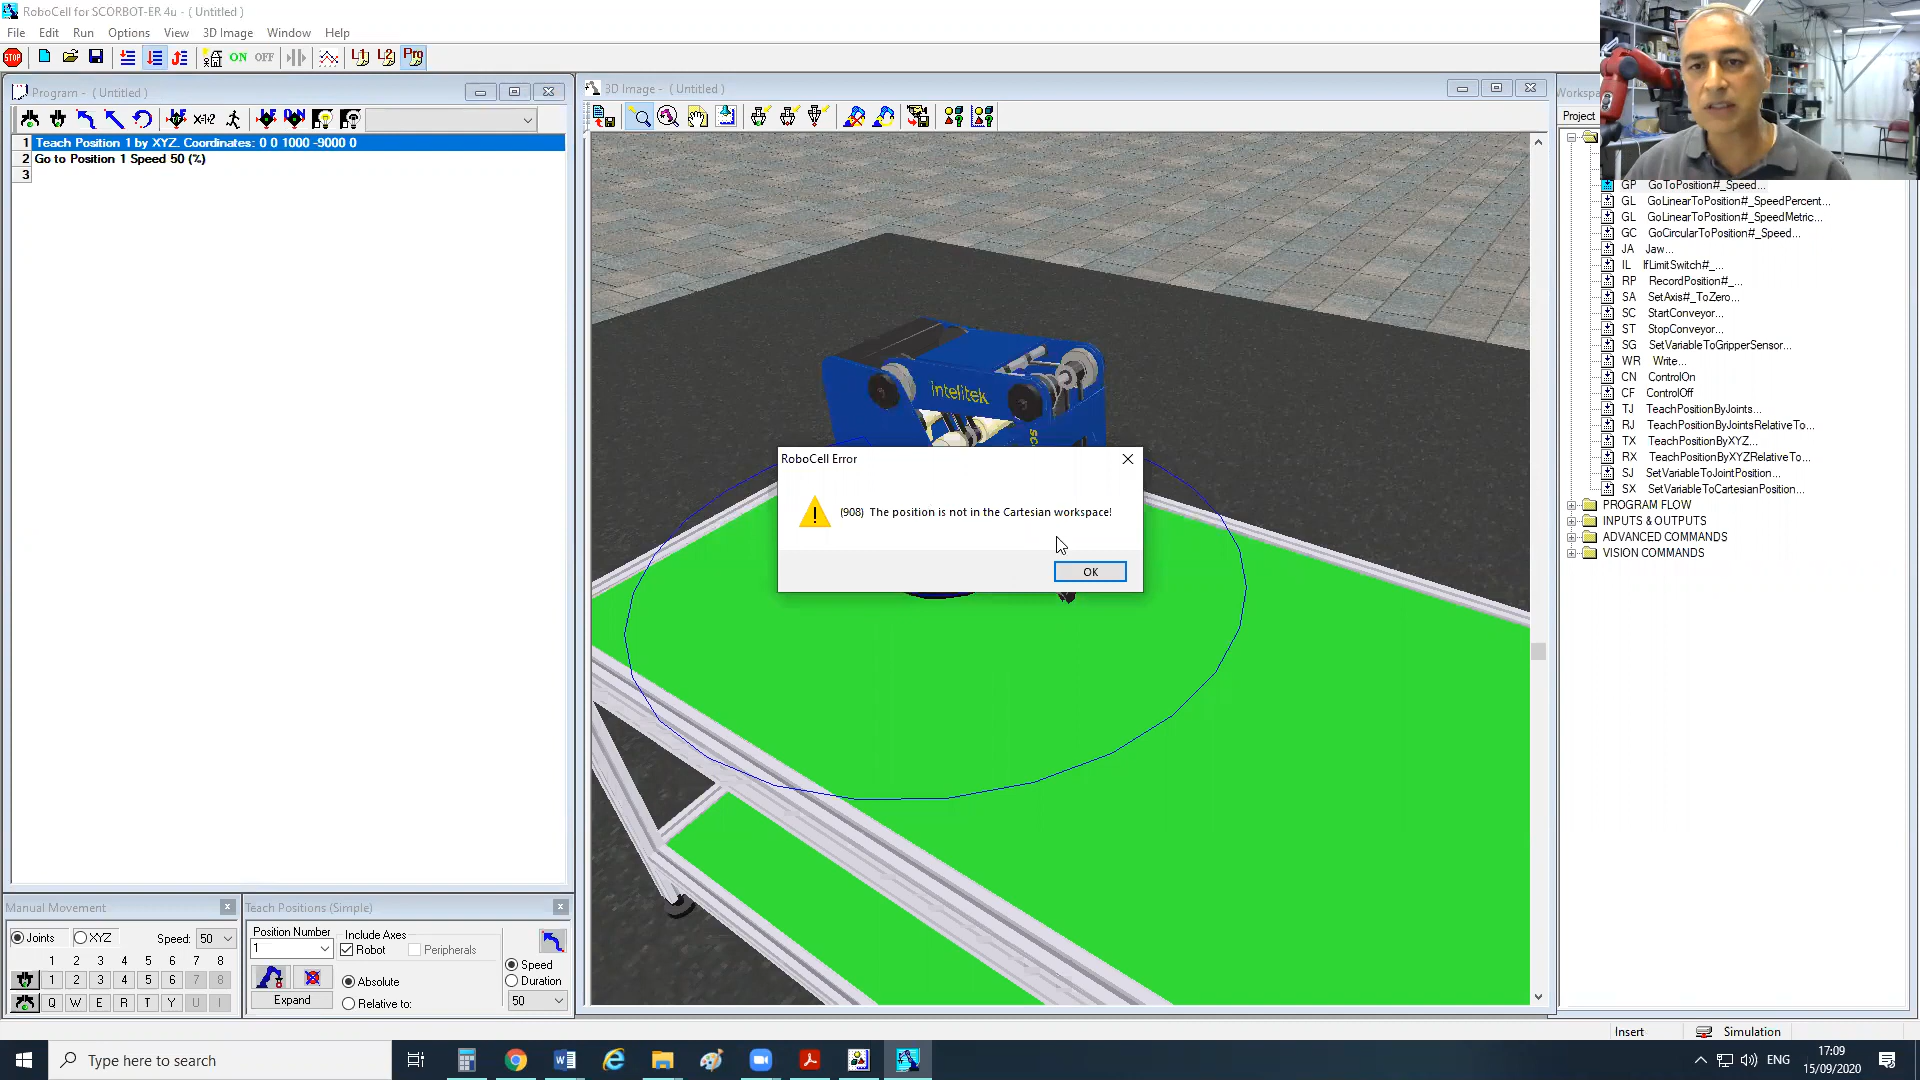 RoboCell for SCORBOT-ER 4u - ( Untitled )
File Edit Run Options View 3D Image Window Help
STOP ON OFF L1 L2 Pro
Program - ( Untitled )
3D Image - ( Untitled )
Project
1 Teach Position 1 by XYZ. Coordinates: 0 0 1000 -9000 0
2 Go to Position 1 Speed 50 (%)
3
GP GoToPosition#_Speed...
GL GoLinearToPosition#_SpeedPercent...
GL GoLinearToPosition#_SpeedMetric...
GC GoCircularToPosition#_Speed...
JA Jaw...
IL IfLimitSwitch#_...
RP RecordPosition#_...
SA SetAxis#_ToZero...
SC StartConveyor...
ST StopConveyor...
SG SetVariableToGripperSensor...
WR Write...
CN ControlOn
CF ControlOff
TJ TeachPositionByJoints...
RJ TeachPositionByJointsRelativeTo...
TX TeachPositionByXYZ...
RX TeachPositionByXYZRelativeTo...
SJ SetVariableToJointPosition...
SX SetVariableToCartesianPosition...
PROGRAM FLOW
INPUTS & OUTPUTS
ADVANCED COMMANDS
VISION COMMANDS
intelitek
RoboCell Error
(908) The position is not in the Cartesian workspace!
OK
Manual Movement
Joints XYZ Speed: 50
1 2 3 4 5 6 7 8
1 2 3 4 5 6 7 8
Q W E R T Y U I
Teach Positions (Simple)
Position Number
1
Expand
Include Axes
Robot Peripherals
Absolute
Relative to:
Speed
Duration
50
Insert Simulation
Type here to search
ENG
17:09
15/09/2020